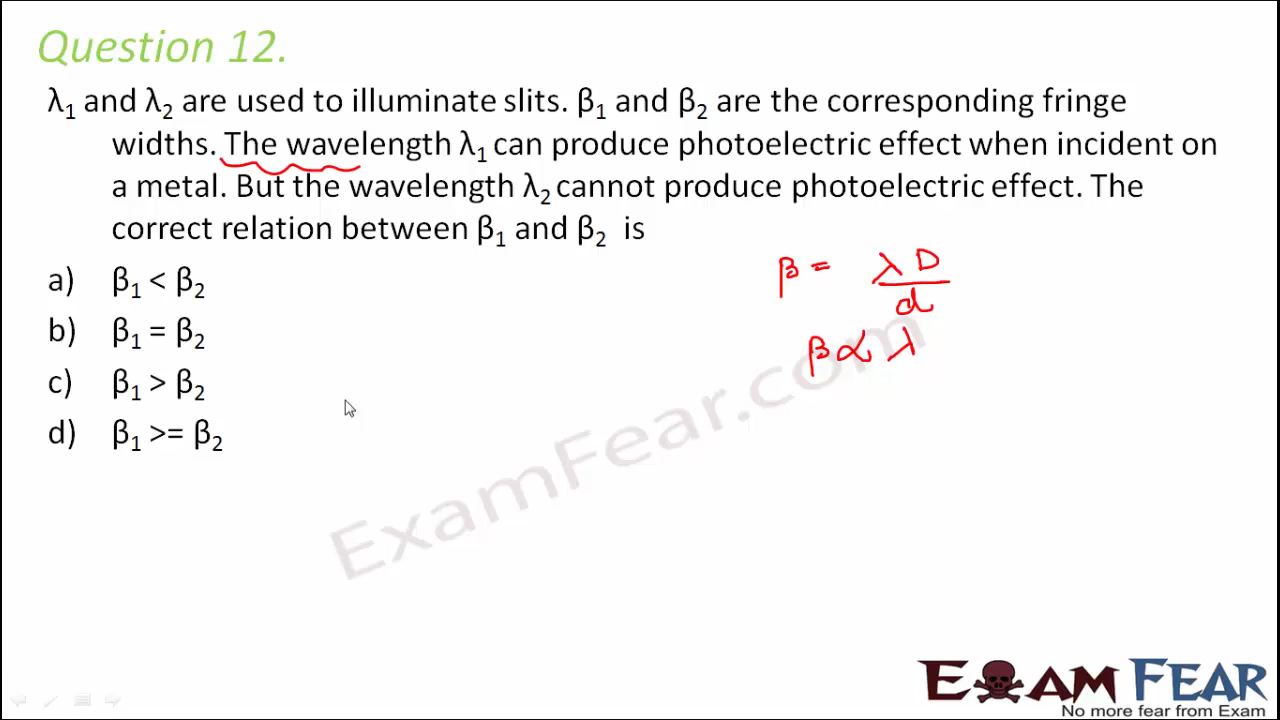 Question 12.
λ₁ and λ₂ are used to illuminate slits. β₁ and β₂ are the corresponding fringe
widths. The wavelength λ₁ can produce photoelectric effect when incident on
a metal. But the wavelength λ₂ cannot produce photoelectric effect. The
correct relation between β₁ and β₂ is
a) β₁ < β₂
b) β₁ = β₂
c) β₁ > β₂
d) β₁ >= β₂
β = λD
d
β ∝ λ
ExamFear.com
EXAM FEAR
No more fear from Exam